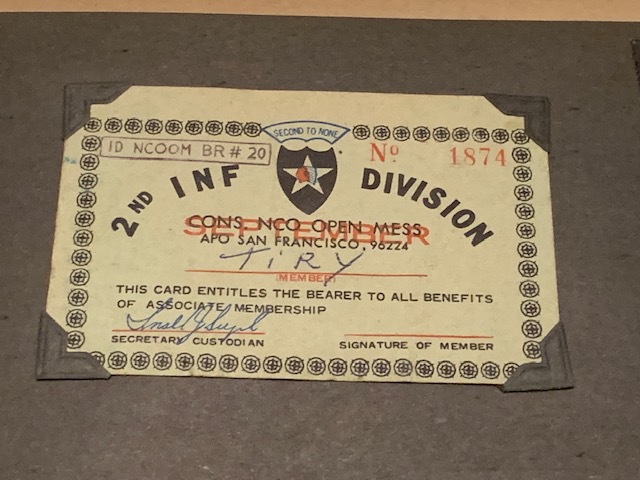 SECOND TO NONE
ID NCOOM BR # 20
Nº 1874
2ND INF DIVISION
SEPTEMBER
CONS. NCO OPEN MESS
APO SAN FRANCISCO, 96224
TiRY
(MEMBER)
THIS CARD ENTITLES THE BEARER TO ALL BENEFITS
OF ASSOCIATE MEMBERSHIP
SECRETARY CUSTODIAN
SIGNATURE OF MEMBER